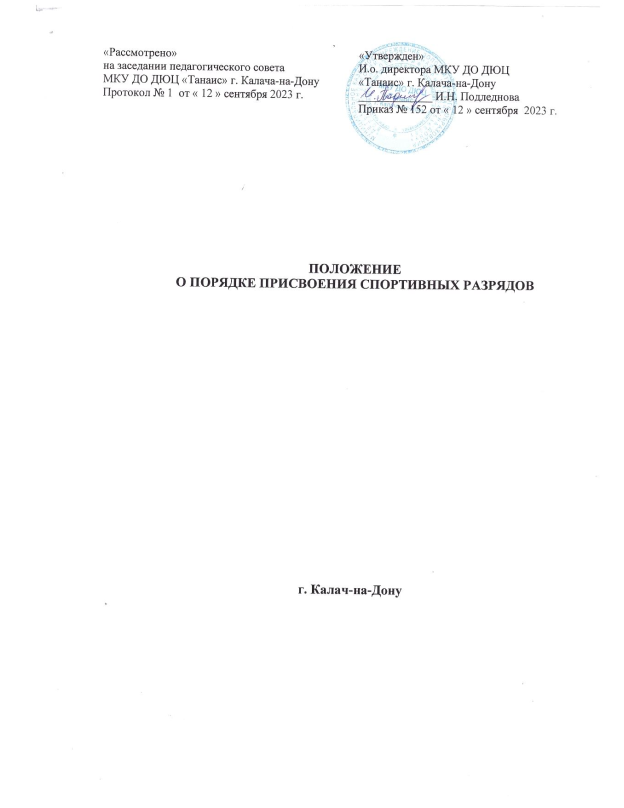 «Рассмотрено»
на заседании педагогического совета
МКУ ДО ДЮЦ «Танаис» г. Калача-на-Дону
Протокол № 1 от « 12 » сентября 2023 г.
«Утвержден»
И.о. директора МКУ ДО ДЮЦ
«Танаис» г. Калача-на-Дону
И.Н. Подледнова
Приказ № 152 от « 12 » сентября 2023 г.
ПОЛОЖЕНИЕ
О ПОРЯДКЕ ПРИСВОЕНИЯ СПОРТИВНЫХ РАЗРЯДОВ
г. Калач-на-Дону